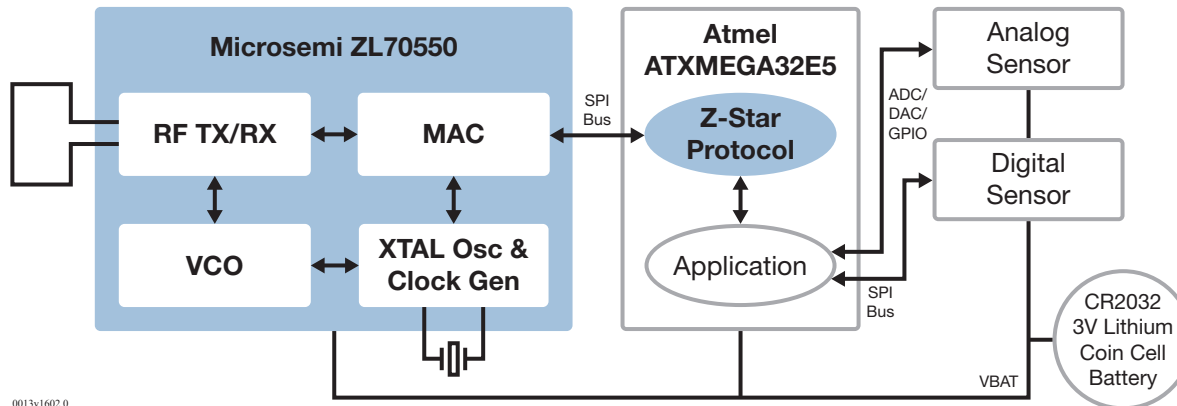 Microsemi ZL70550
RF TX/RX
MAC
VCO
XTAL Osc &
Clock Gen
SPI
Bus
Atmel
ATXMEGA32E5
Z-Star
Protocol
Application
ADC/
DAC/
GPIO
SPI
Bus
Analog
Sensor
Digital
Sensor
CR2032
3V Lithium
Coin Cell
Battery
VBAT
0013v1602.0